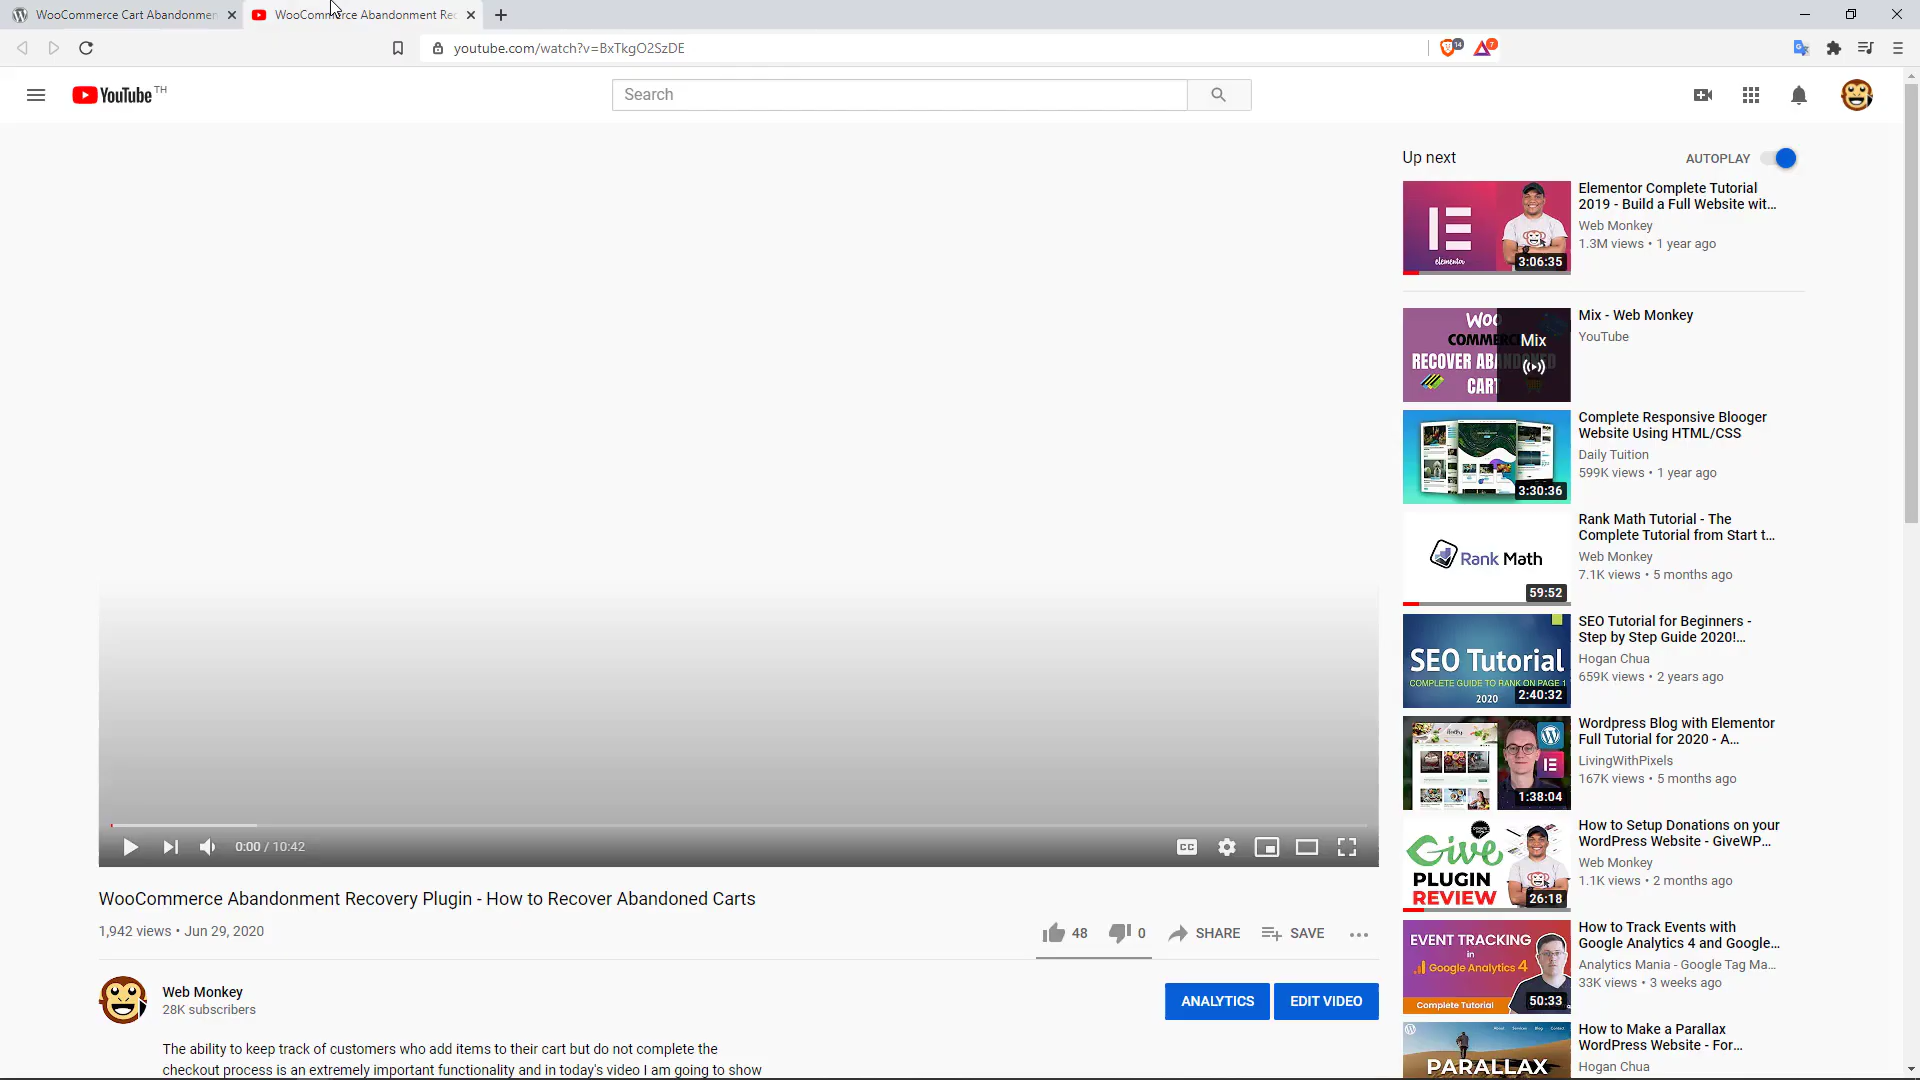 WooCommerce Cart Abandonmen
WooCommerce Abandonment Rec
youtube.com/watch?v=BxTkgO2SzDE
14
7
YouTube TH
Search
Up next
AUTOPLAY
elementor
3:06:35
Elementor Complete Tutorial
2019 - Build a Full Website wit...
Web Monkey
1.3M views • 1 year ago
WOO
COMMERC
RECOVER ABANDONED
CART
Mix
Mix - Web Monkey
YouTube
3:30:36
Complete Responsive Blooger
Website Using HTML/CSS
Daily Tuition
599K views • 1 year ago
Rank Math
59:52
Rank Math Tutorial - The
Complete Tutorial from Start t...
Web Monkey
7.1K views • 5 months ago
SEO Tutorial
COMPLETE GUIDE TO RANK ON PAGE 1
2020
2:40:32
SEO Tutorial for Beginners -
Step by Step Guide 2020!...
Hogan Chua
659K views • 2 years ago
1:38:04
Wordpress Blog with Elementor
Full Tutorial for 2020 - A...
LivingWithPixels
167K views • 5 months ago
Give
PLUGIN
REVIEW
26:18
How to Setup Donations on your
WordPress Website - GiveWP...
Web Monkey
1.1K views • 2 months ago
EVENT TRACKING
in
Google Analytics 4
Complete Tutorial
50:33
How to Track Events with
Google Analytics 4 and Google...
Analytics Mania - Google Tag Ma...
33K views • 3 weeks ago
PARALLAX
How to Make a Parallax
WordPress Website - For...
Hogan Chua
0:00 / 10:42
CC
WooCommerce Abandonment Recovery Plugin - How to Recover Abandoned Carts
1,942 views • Jun 29, 2020
48
0
SHARE
SAVE
Web Monkey
28K subscribers
ANALYTICS
EDIT VIDEO
The ability to keep track of customers who add items to their cart but do not complete the
checkout process is an extremely important functionality and in today's video I am going to show